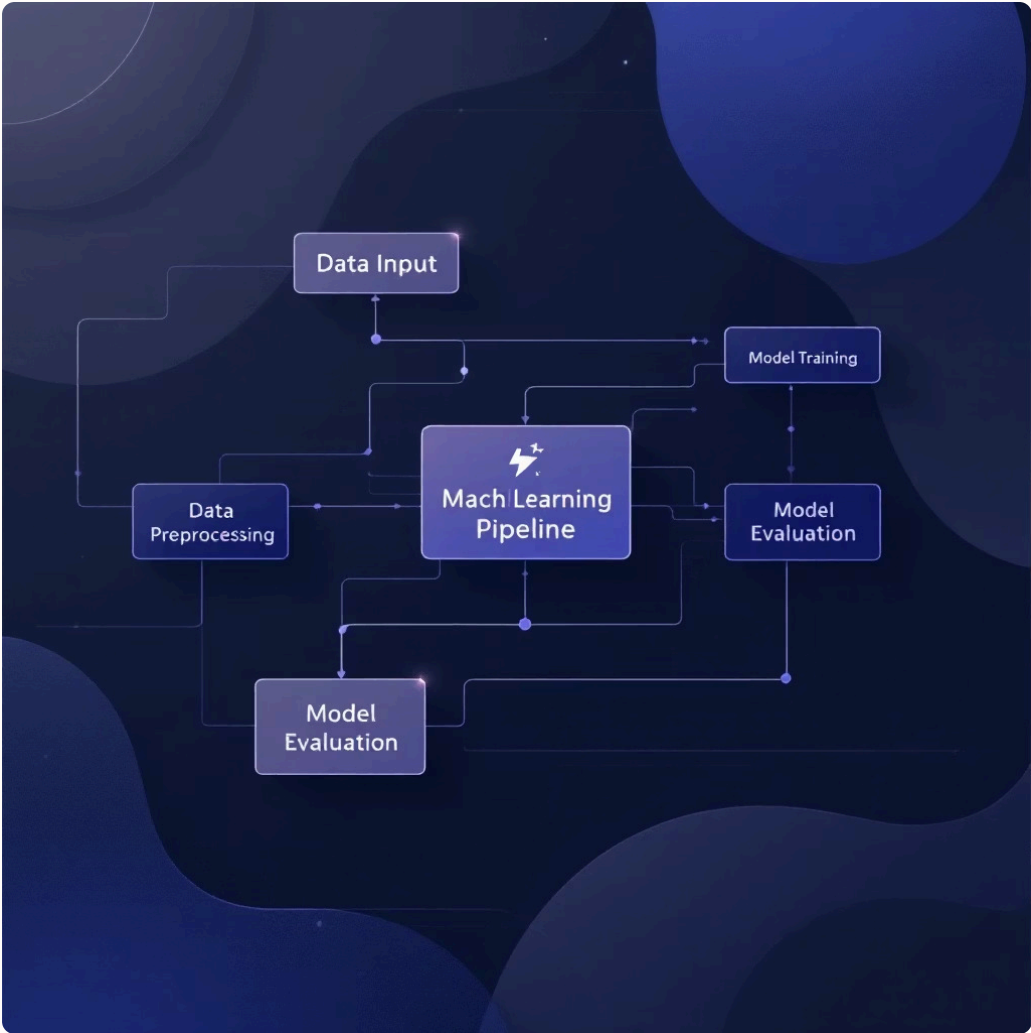 Data Input
Model Training
Mach Learning
Pipeline
Data
Preprocessing
Model
Evaluation
Model
Evaluation